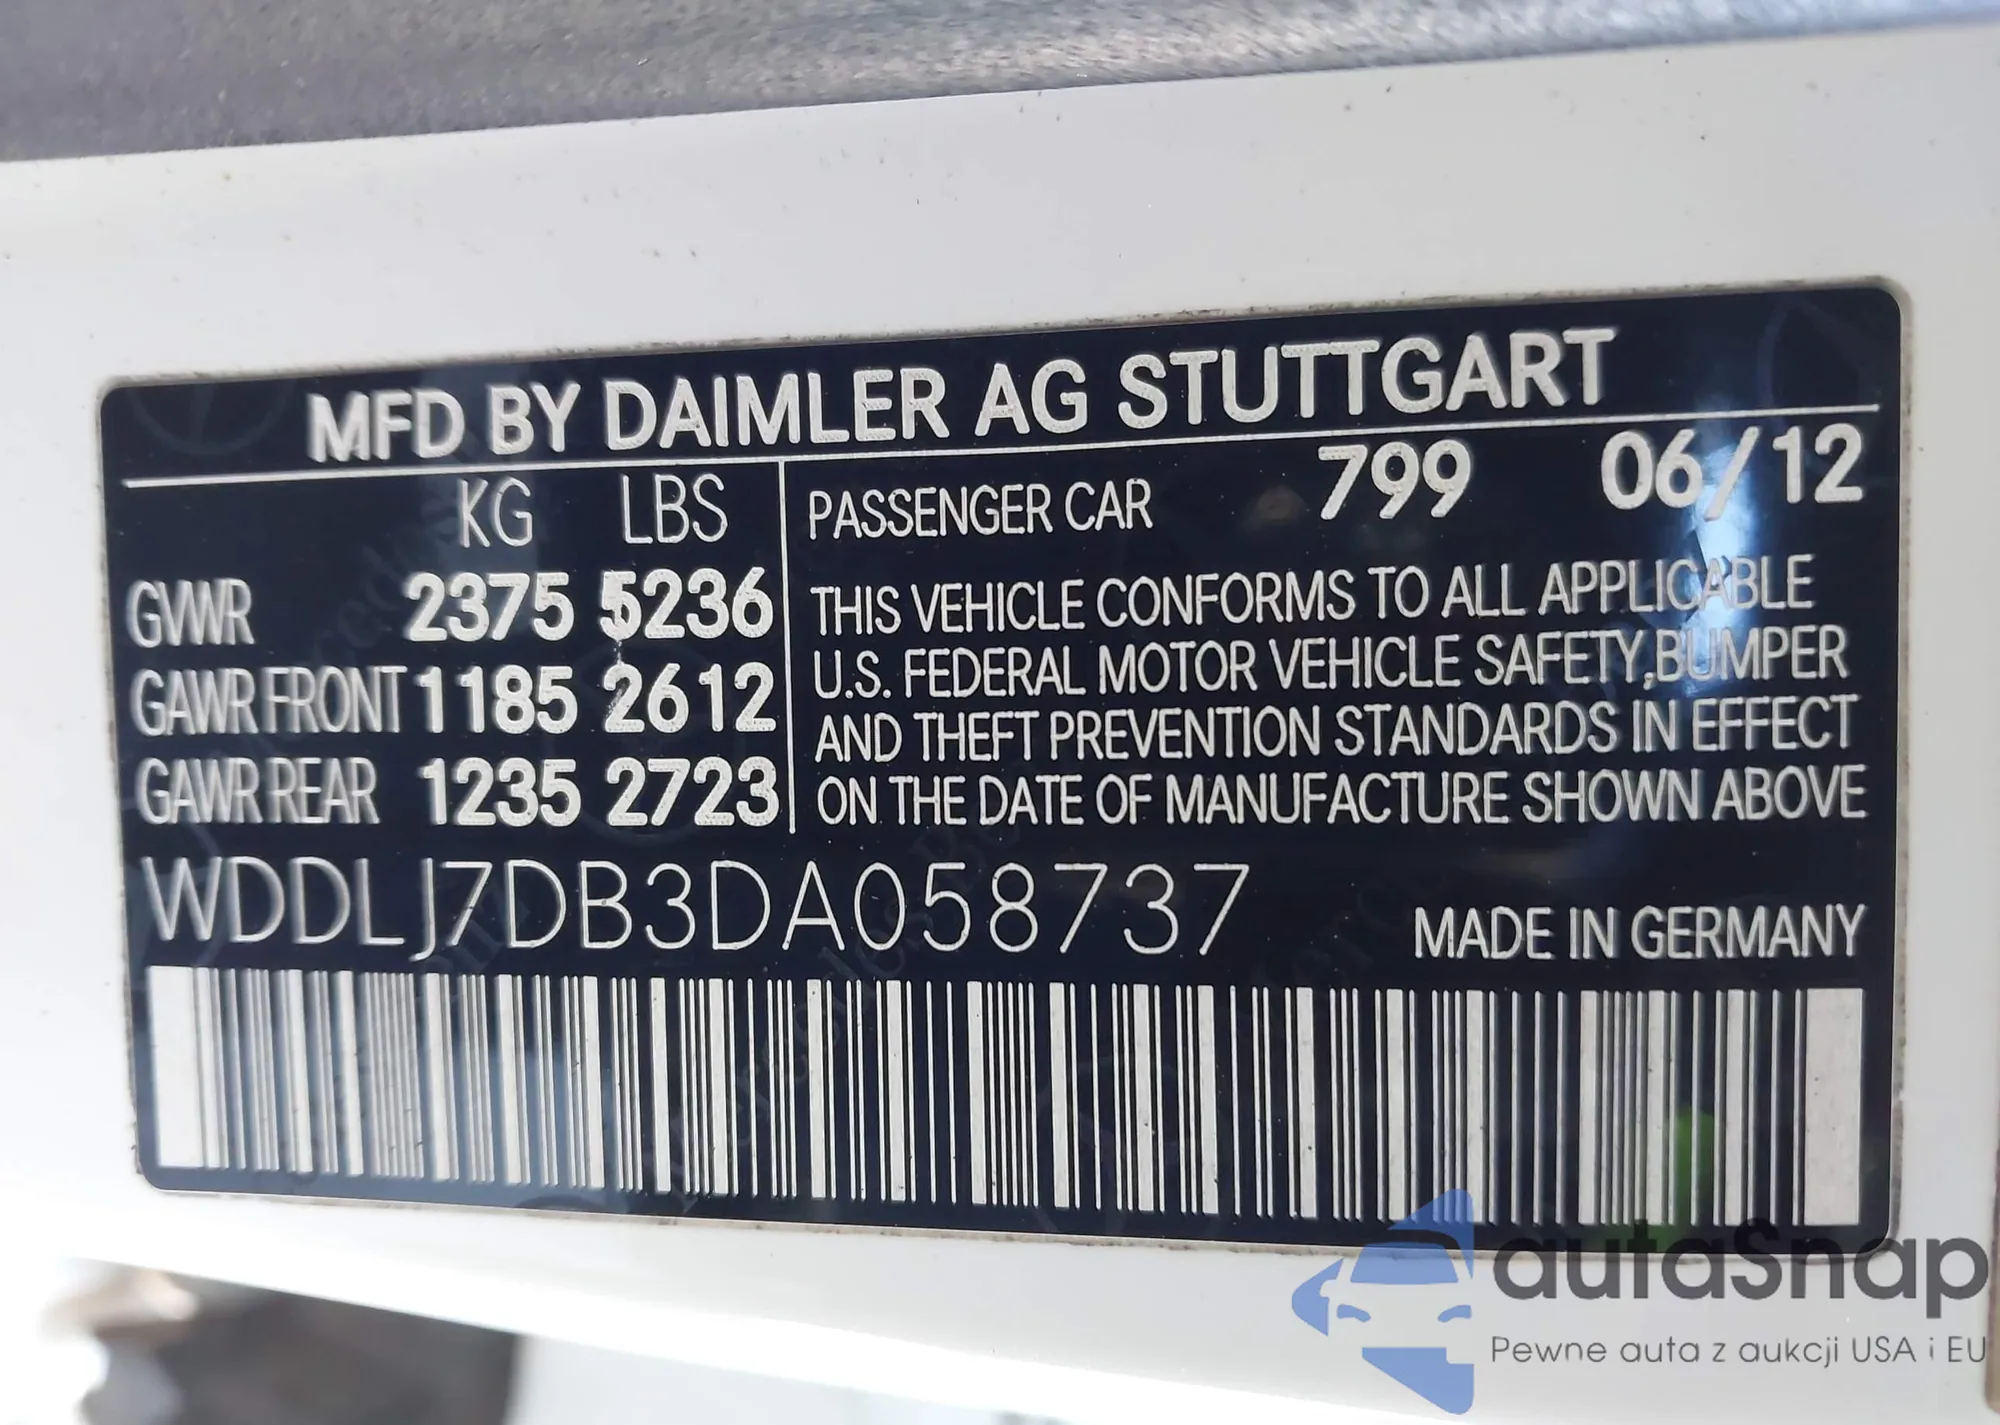 MFD BY DAIMLER AG STUTTGART
KG LBS
GVWR 2375 5236
GAWR FRONT 1185 2612
GAWR REAR 1235 2723
PASSENGER CAR 799 06/12
THIS VEHICLE CONFORMS TO ALL APPLICABLE
U.S. FEDERAL MOTOR VEHICLE SAFETY,BUMPER
AND THEFT PREVENTION STANDARDS IN EFFECT
ON THE DATE OF MANUFACTURE SHOWN ABOVE
WDDLJ7DB3DA058737
MADE IN GERMANY
autaSnap
Pewne auta z aukcji USA i EU